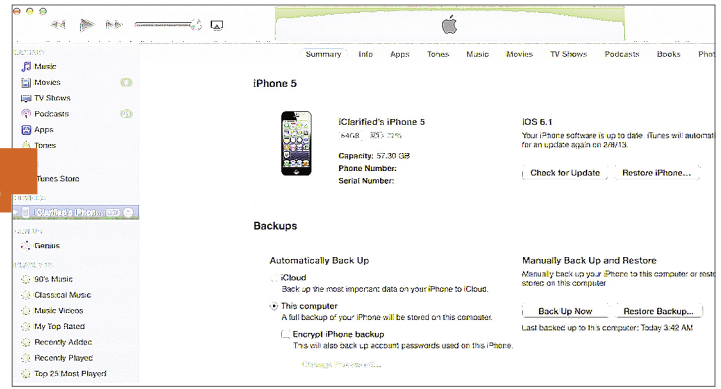 Summary Info Apps Tones Music Movies TV Shows Podcasts Books Phot
Music
Movies
TV Shows
Podcasts
Apps
Tones
iTunes Store
Genius
90's Music
Classical Music
Music Videos
My Top Rated
Recently Added
Recently Played
Top 25 Most Played
iPhone 5
iClarified's iPhone 5
64GB
Capacity: 57.30 GB
Phone Number:
Serial Number:
iOS 6.1
Your iPhone software is up to date. iTunes will automati
for an update again on 2/8/13.
Check for Update Restore iPhone...
Backups
Automatically Back Up
iCloud
Back up the most important data on your iPhone to iCloud.
This computer
A full backup of your iPhone will be stored on this computer.
Encrypt iPhone backup
This will also back up account passwords used on this iPhone.
Change Password...
Manually Back Up and Restore
Manually back up your iPhone to this computer or resto
stored on this computer
Back Up Now Restore Backup...
Last backed up to this computer: Today 3:42 AM